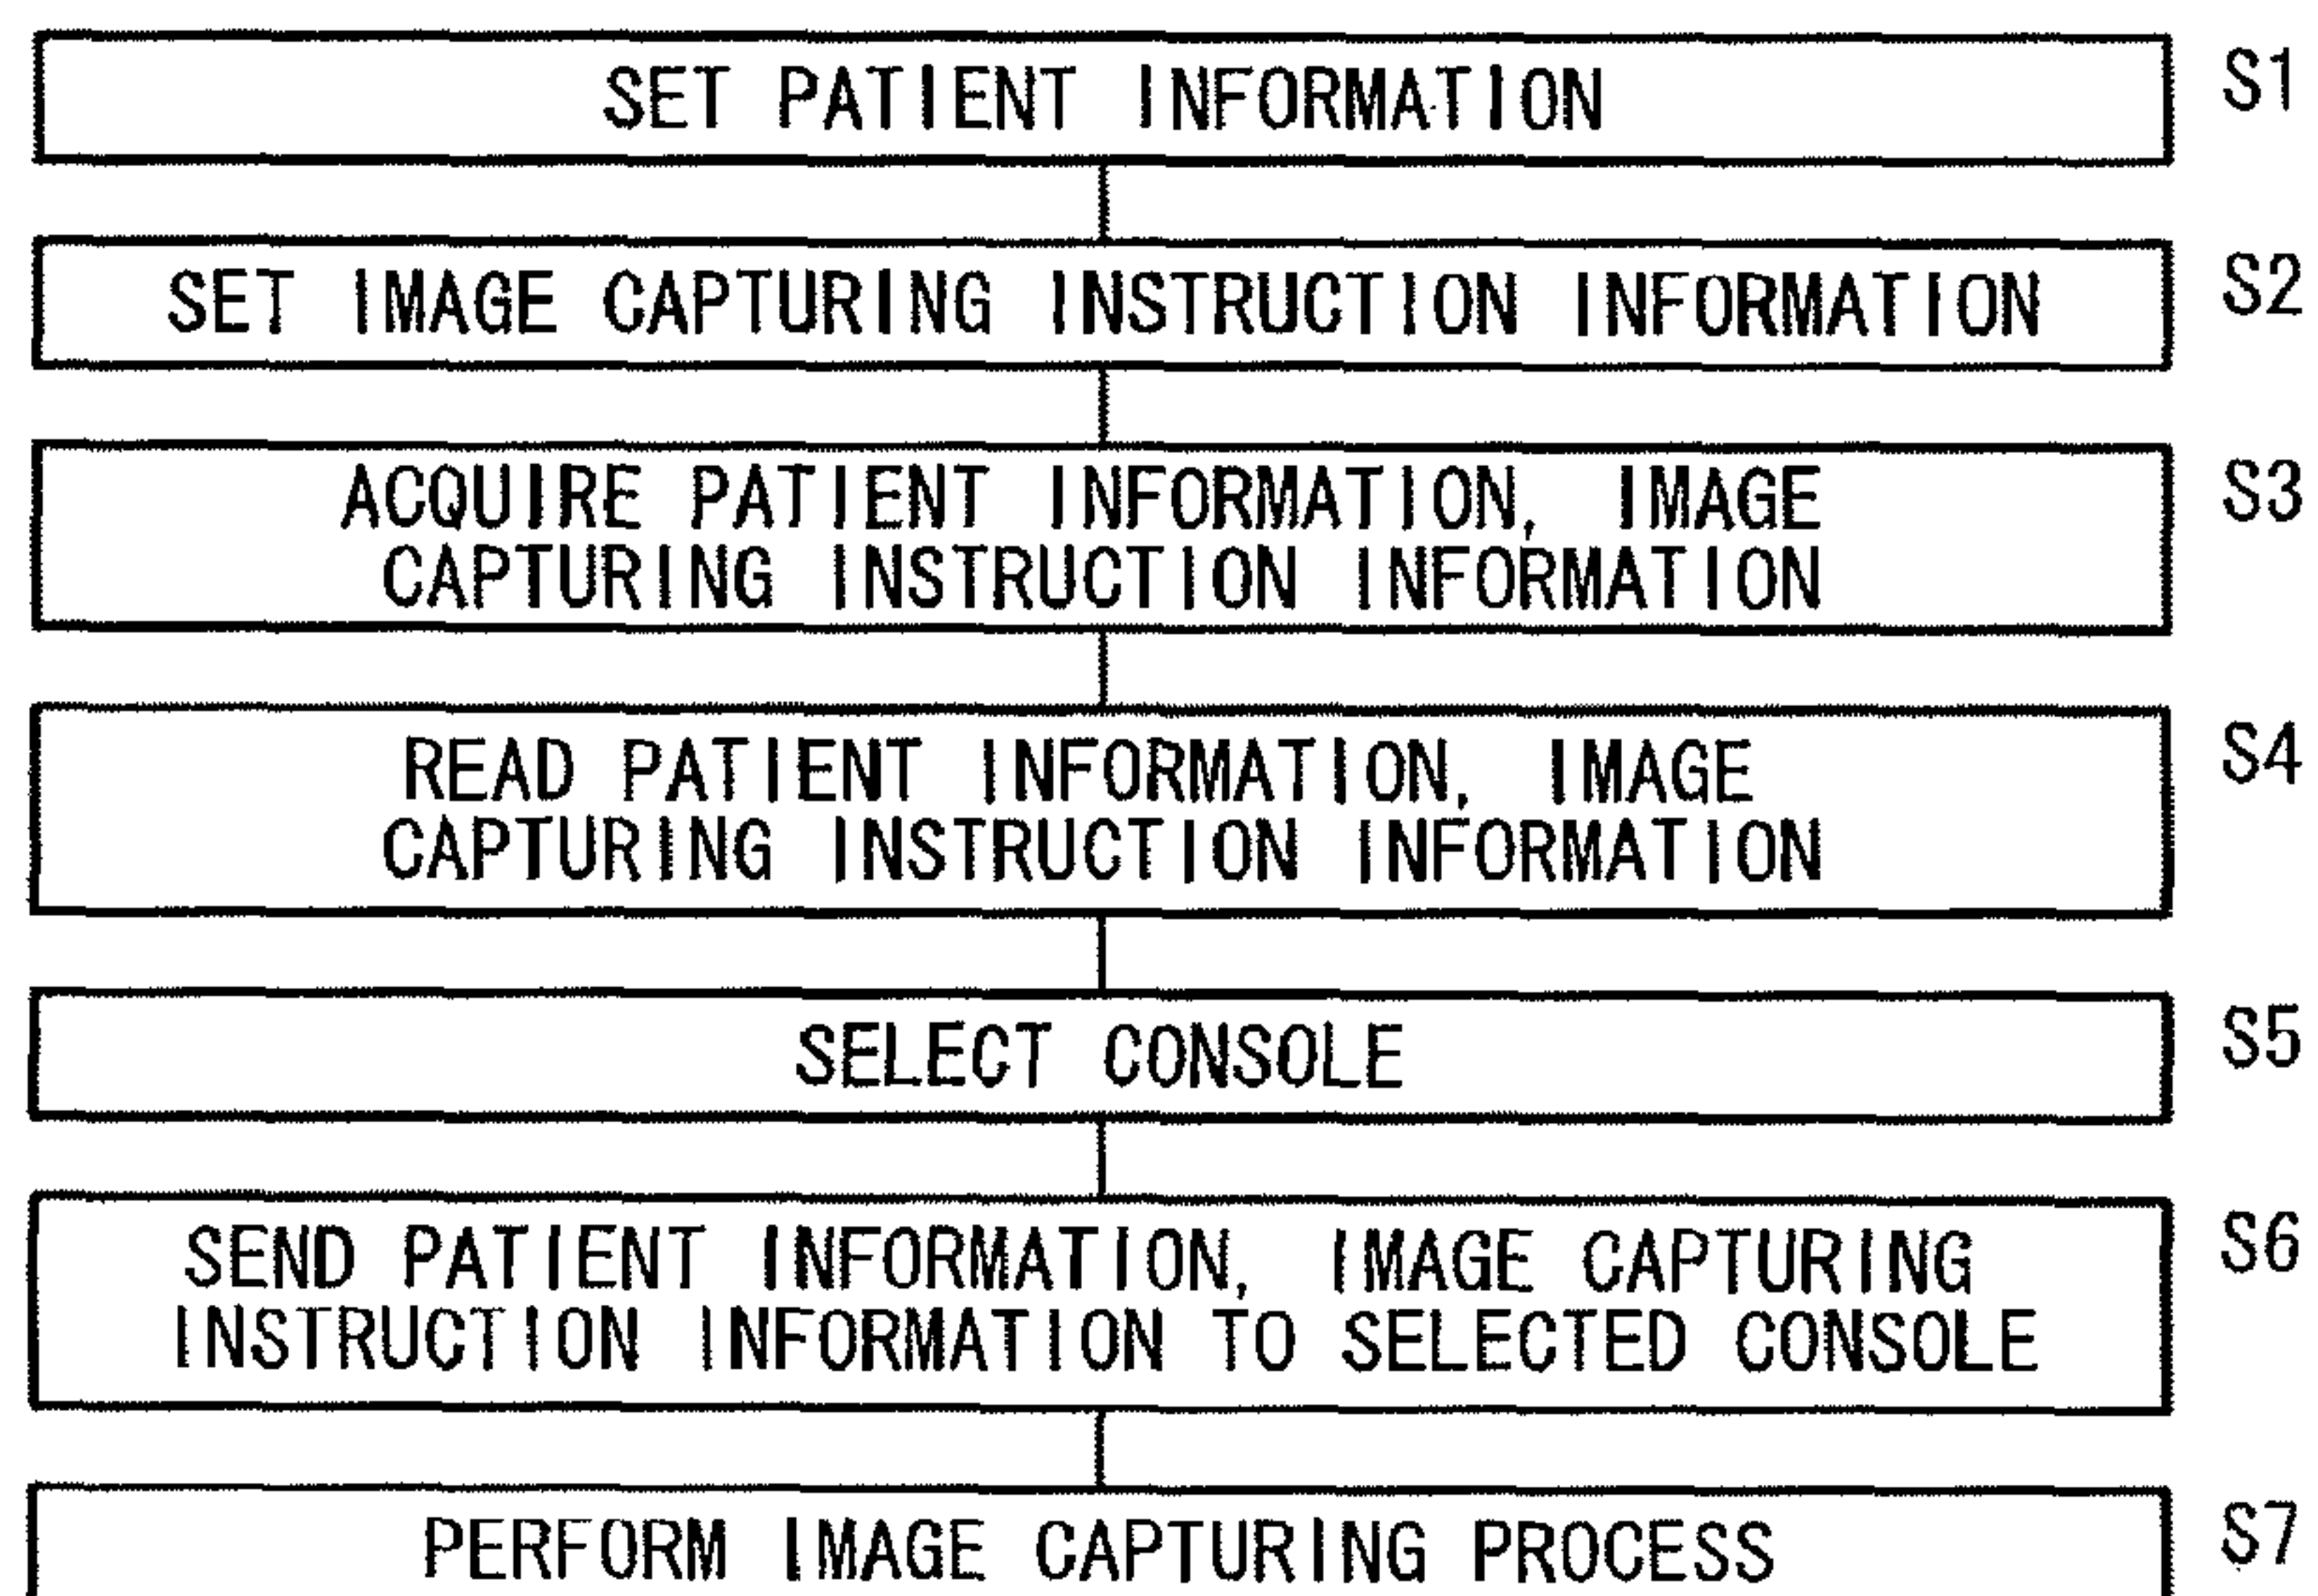 SET PATIENT INFORMATION S1
SET IMAGE CAPTURING INSTRUCTION INFORMATION S2
ACQUIRE PATIENT INFORMATION, IMAGE S3
CAPTURING INSTRUCTION INFORMATION
READ PATIENT INFORMATION, IMAGE S4
CAPTURING INSTRUCTION INFORMATION
SELECT CONSOLE S5
SEND PATIENT INFORMATION, IMAGE CAPTURING S6
INSTRUCTION INFORMATION TO SELECTED CONSOLE
PERFORM IMAGE CAPTURING PROCESS S7